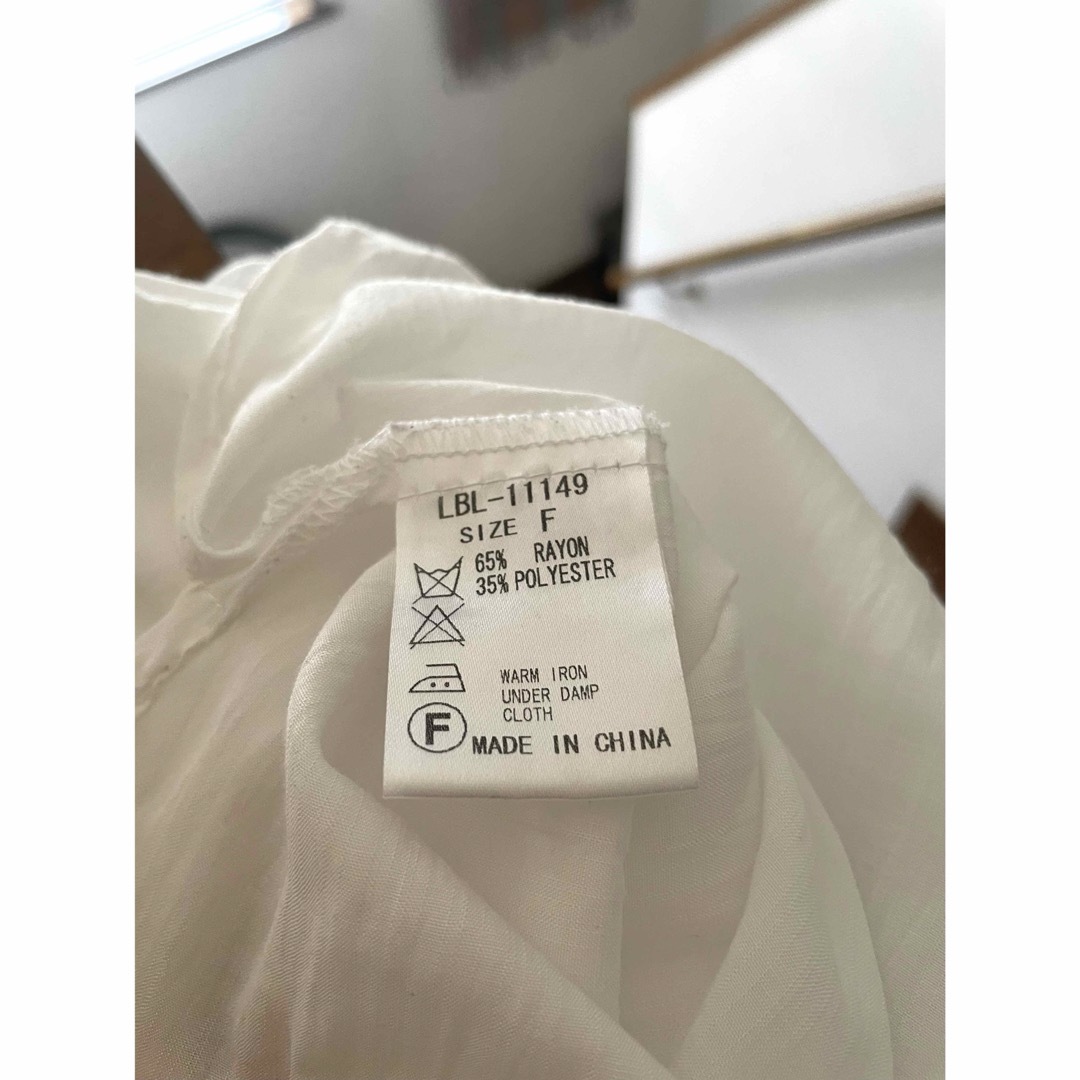 LBL-11149
SIZE F
65% RAYON
35% POLYESTER
WARM IRON
UNDER DAMP
CLOTH
F
MADE IN CHINA